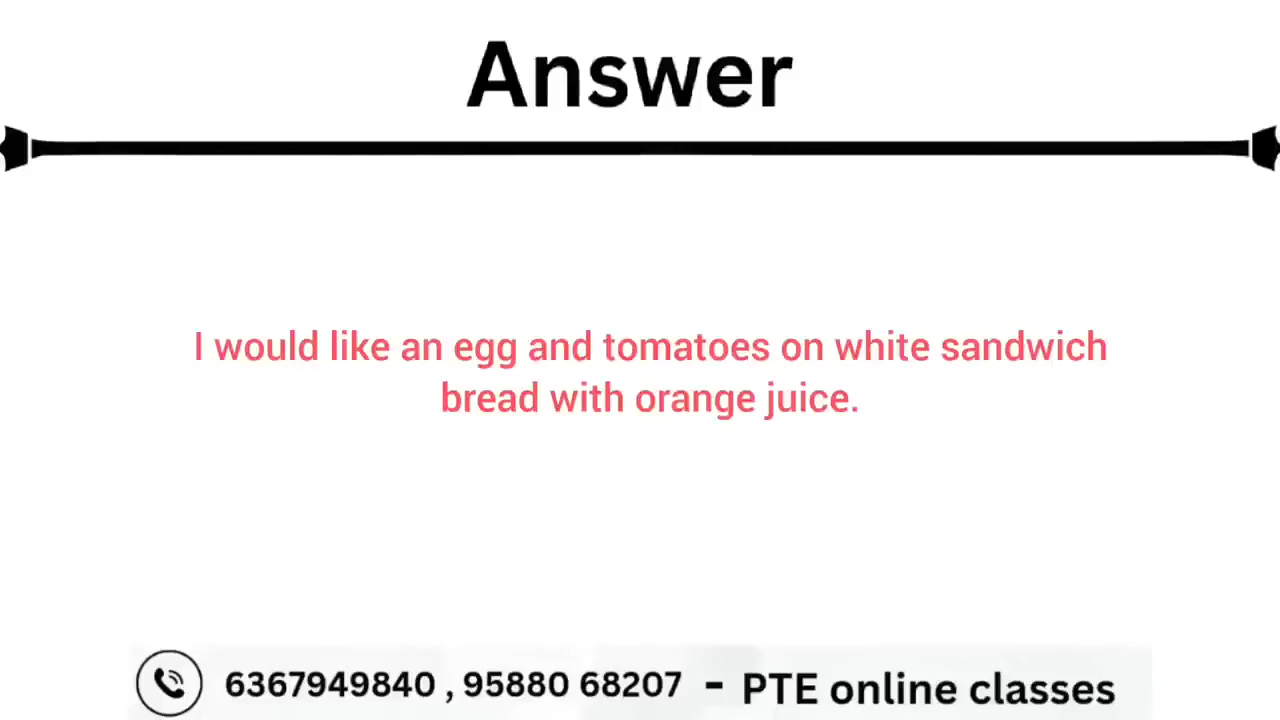 Answer
I would like an egg and tomatoes on white sandwich
bread with orange juice.
6367949840 , 95880 68207 - PTE online classes